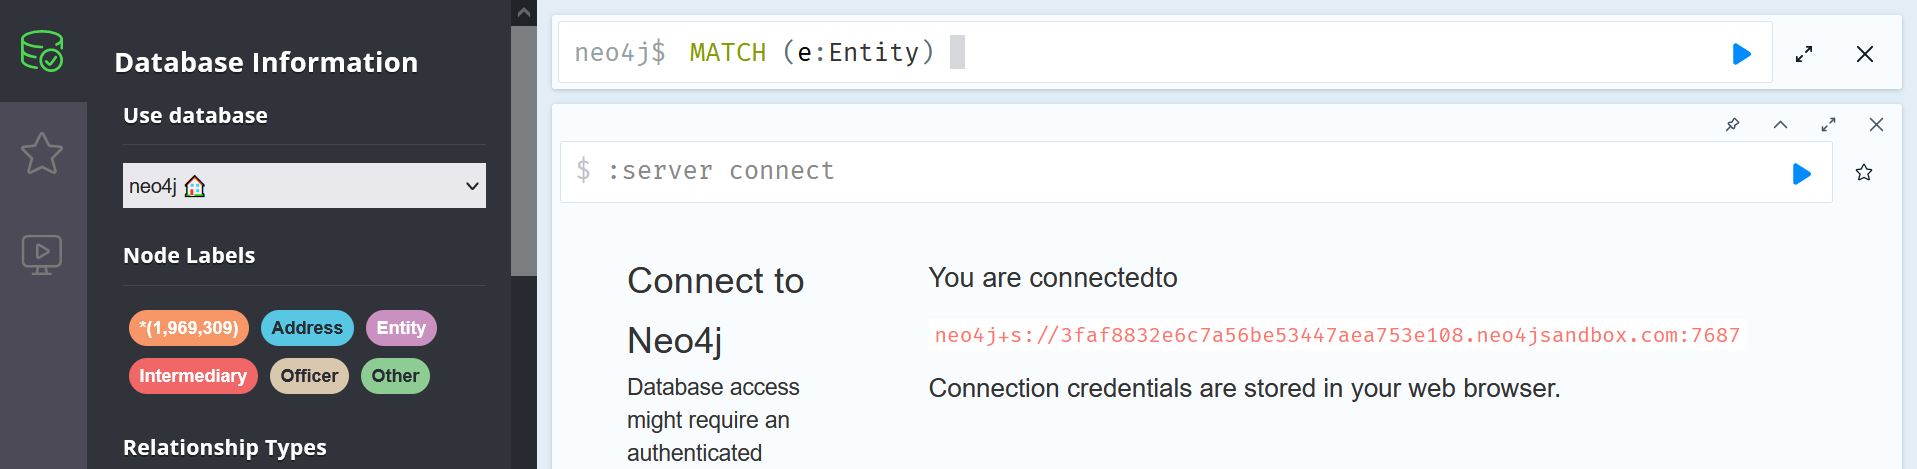 Database Information
Use database
neo4j
Node Labels
*(1,969,309) Address Entity
Intermediary Officer Other
Relationship Types
neo4j$ MATCH (e:Entity)
$ :server connect
Connect to
Neo4j
Database access
might require an
authenticated
You are connectedto
neo4j+s://3faf8832e6c7a56be53447aea753e108.neo4jsandbox.com:7687
Connection credentials are stored in your web browser.